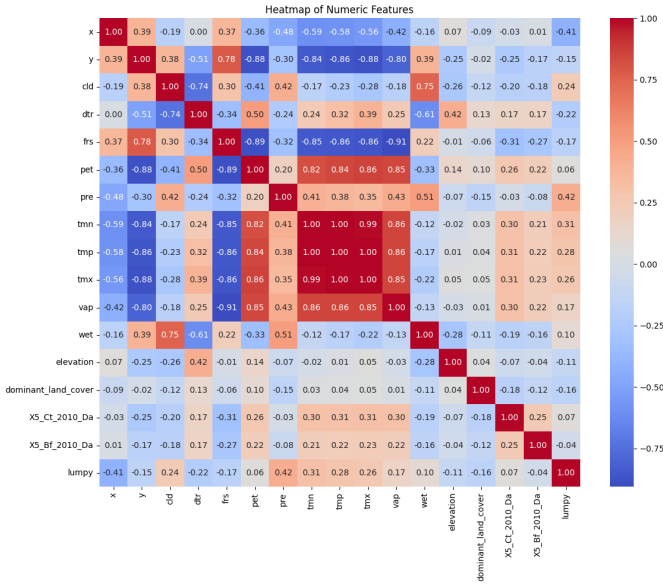 Heatmap of Numeric Features
x 1.00 0.39 -0.19 0.00 0.37 -0.36 -0.48 -0.59 -0.58 -0.56 -0.42 -0.16 0.07 -0.09 -0.03 0.01 -0.41
y 0.39 1.00 0.38 -0.51 0.78 -0.88 -0.30 -0.84 -0.86 -0.88 -0.80 0.39 -0.25 -0.02 -0.25 -0.17 -0.15
cld -0.19 0.38 1.00 -0.74 0.30 -0.41 0.42 -0.17 -0.23 -0.28 -0.18 0.75 -0.26 -0.12 -0.20 -0.18 0.24
dtr 0.00 -0.51 -0.74 1.00 -0.34 0.50 -0.24 0.24 0.32 0.39 0.25 -0.61 0.42 0.13 0.17 0.17 -0.22
frs 0.37 0.78 0.30 -0.34 1.00 -0.89 -0.32 -0.85 -0.86 -0.86 -0.91 0.22 -0.01 -0.06 -0.31 -0.27 -0.17
pet -0.36 -0.88 -0.41 0.50 -0.89 1.00 0.20 0.82 0.84 0.86 0.85 -0.33 0.14 0.10 0.26 0.22 0.06
pre -0.48 -0.30 0.42 -0.24 -0.32 0.20 1.00 0.41 0.38 0.35 0.43 0.51 -0.07 -0.15 -0.03 -0.08 0.42
tmn -0.59 -0.84 -0.17 0.24 -0.85 0.82 0.41 1.00 1.00 0.99 0.86 -0.12 -0.02 0.03 0.30 0.21 0.31
tmp -0.58 -0.86 -0.23 0.32 -0.86 0.84 0.38 1.00 1.00 1.00 0.86 -0.17 0.01 0.04 0.31 0.22 0.28
tmx -0.56 -0.88 -0.28 0.39 -0.86 0.86 0.35 0.99 1.00 1.00 0.85 -0.22 0.05 0.05 0.31 0.23 0.26
vap -0.42 -0.80 -0.18 0.25 -0.91 0.85 0.43 0.86 0.86 0.85 1.00 -0.13 -0.03 0.01 0.30 0.22 0.17
wet -0.16 0.39 0.75 -0.61 0.22 -0.33 0.51 -0.12 -0.17 -0.22 -0.13 1.00 -0.28 -0.11 -0.19 -0.16 0.10
elevation 0.07 -0.25 -0.26 0.42 -0.01 0.14 -0.07 -0.02 0.01 0.05 -0.03 -0.28 1.00 0.04 -0.07 -0.04 -0.11
dominant_land_cover -0.09 -0.02 -0.12 0.13 -0.06 0.10 -0.15 0.03 0.04 0.05 0.01 -0.11 0.04 1.00 -0.18 -0.12 -0.16
X5_Ct_2010_Da -0.03 -0.25 -0.20 0.17 -0.31 0.26 -0.03 0.30 0.31 0.31 0.30 -0.19 -0.07 -0.18 1.00 0.25 0.07
X5_Bf_2010_Da 0.01 -0.17 -0.18 0.17 -0.27 0.22 -0.08 0.21 0.22 0.23 0.22 -0.16 -0.04 -0.12 0.25 1.00 -0.04
lumpy -0.41 -0.15 0.24 -0.22 -0.17 0.06 0.42 0.31 0.28 0.26 0.17 0.10 -0.11 -0.16 0.07 -0.04 1.00
x y cld dtr frs pet pre tmn tmp tmx vap wet elevation dominant_land_cover X5_Ct_2010_Da X5_Bf_2010_Da lumpy
1.00
0.75
0.50
0.25
0.00
-0.25
-0.50
-0.75